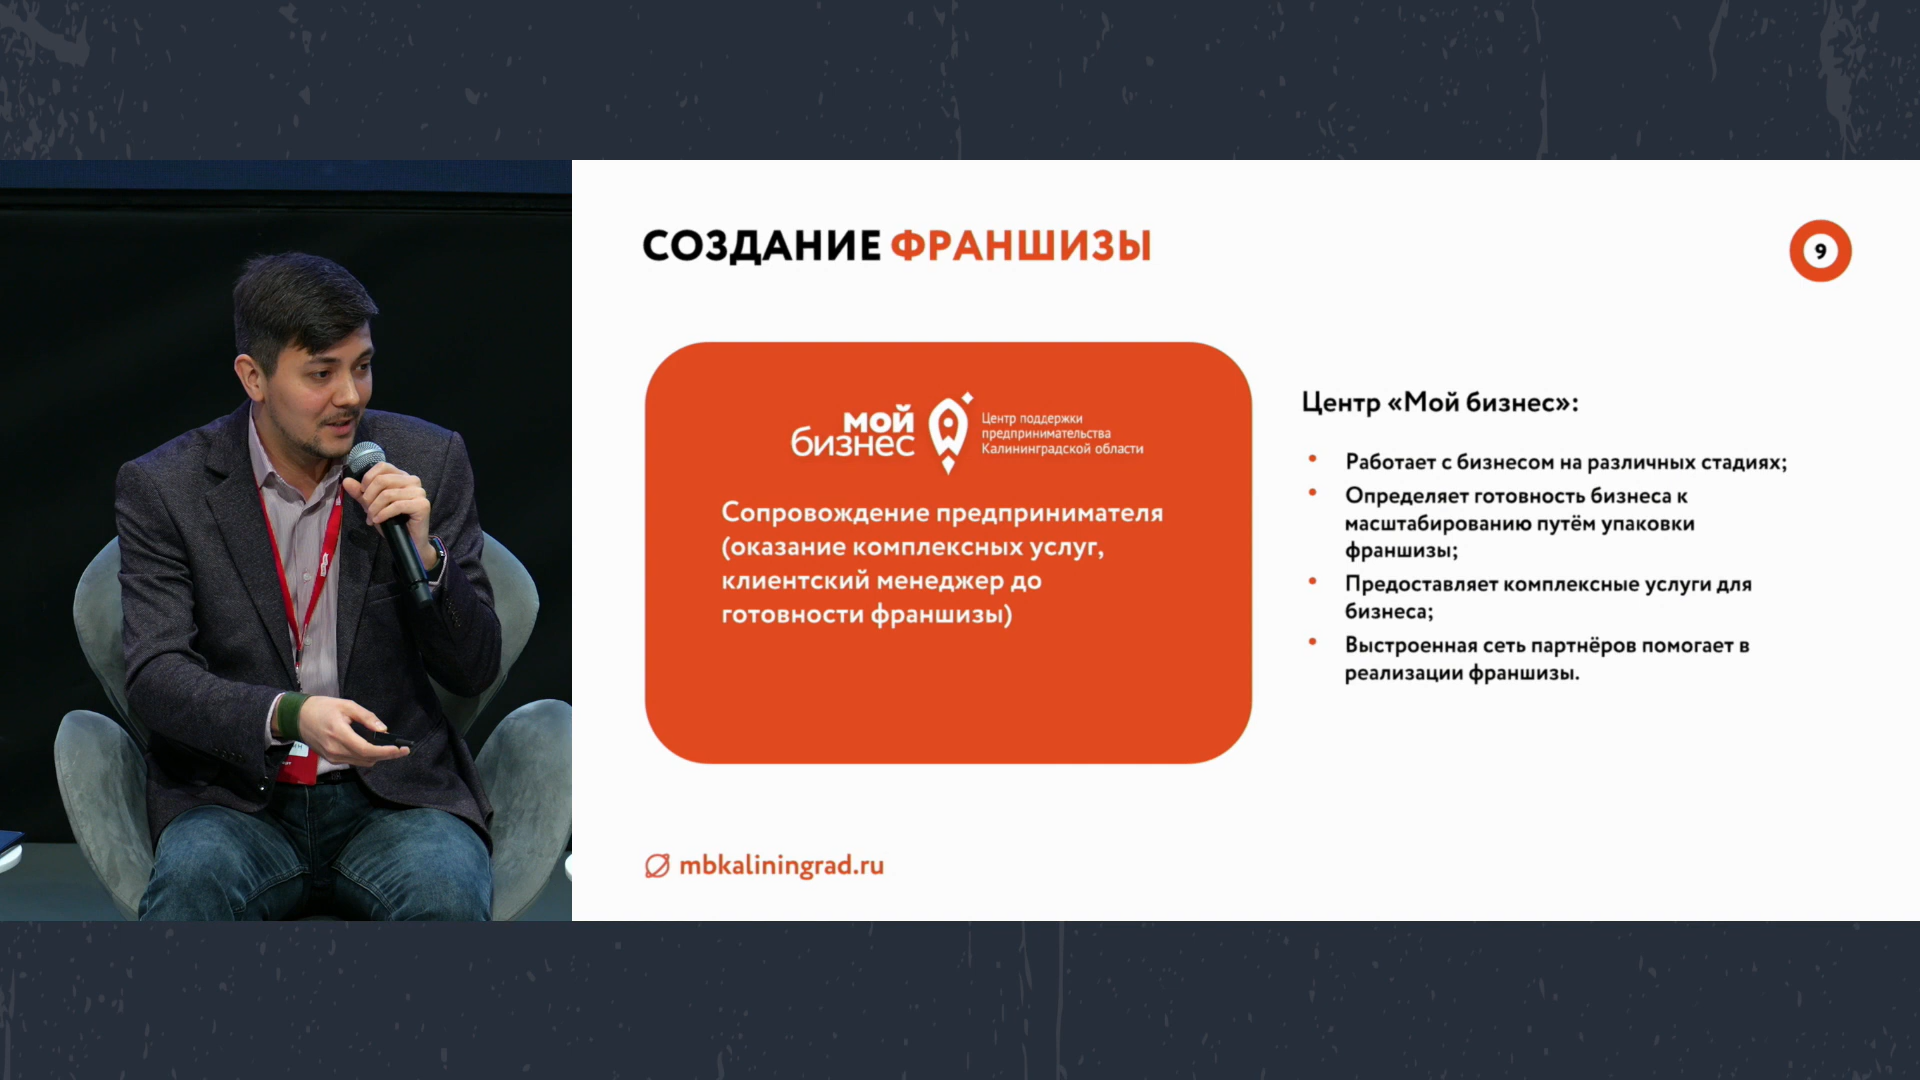 СОЗДАНИЕ ФРАНШИЗЫ
9
мой
бизнес
Центр поддержки
предпринимательства
Калининградской области
Сопровождение предпринимателя
(оказание комплексных услуг,
клиентский менеджер до
готовности франшизы)
Центр «Мой бизнес»:
Работает с бизнесом на различных стадиях;
Определяет готовность бизнеса к
масштабированию путём упаковки
франшизы;
Предоставляет комплексные услуги для
бизнеса;
Выстроенная сеть партнёров помогает в
реализации франшизы.
mbkaliningrad.ru